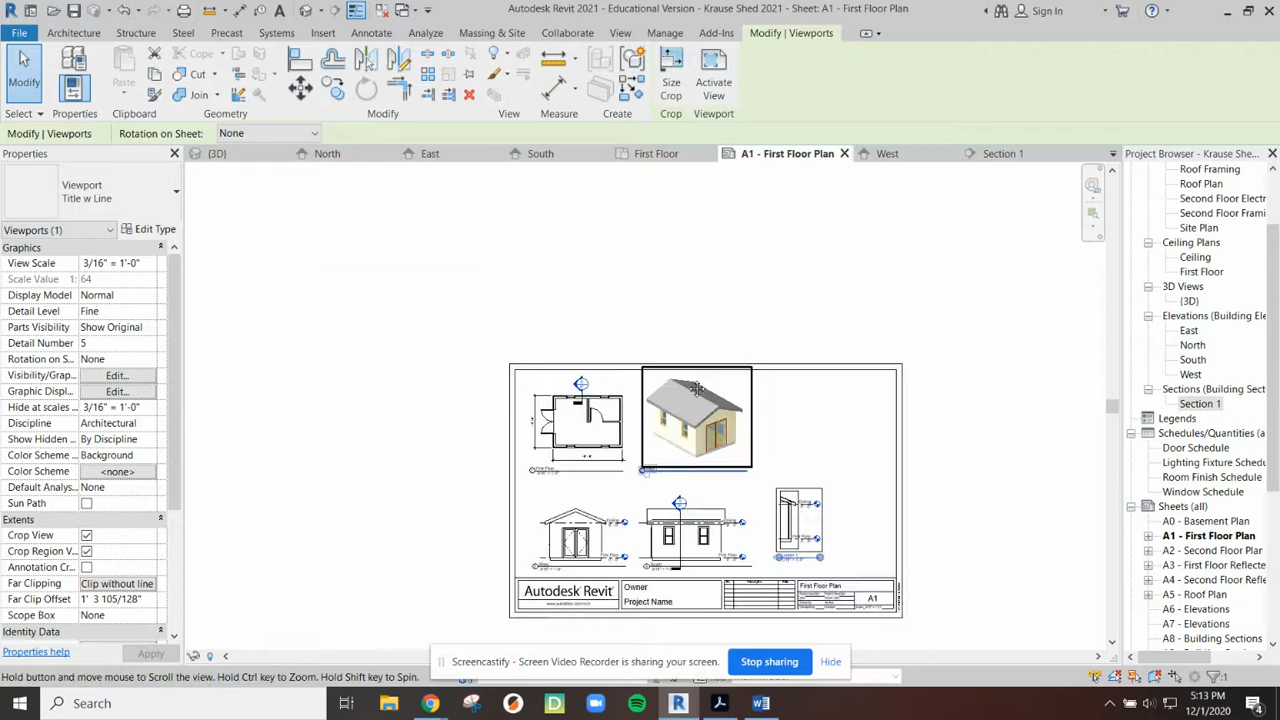 Autodesk Revit 2021 - Educational Version - Krause Shed 2021 - Sheet: A1 - First Floor Plan
Sign In
File Architecture Structure Steel Precast Systems Insert Annotate Analyze Massing & Site Collaborate View Manage Add-Ins Modify | Viewports
Modify
Paste
Cope
Cut
Join
Size Crop
Activate View
Select Properties Clipboard Geometry Modify View Measure Create Crop Viewport
Modify | Viewports Rotation on Sheet: None
Properties
{3D} North East South First Floor A1 - First Floor Plan West Section 1
Project Browser - Krause She...
Viewport
Title w Line
Viewports (1) Edit Type
Graphics
View Scale 3/16" = 1'-0"
Scale Value 1: 64
Display Model Normal
Detail Level Fine
Parts Visibility Show Original
Detail Number 5
Rotation on S... None
Visibility/Grap... Edit...
Graphic Displ... Edit...
Hide at scales ... 3/16" = 1'-0"
Discipline Architectural
Show Hidden ... By Discipline
Color Scheme ... Background
Color Scheme <none>
Default Analys... None
Sun Path
Extents
Crop View
Crop Region V...
Annotation Cr...
Far Clipping Clip without line
Far Clip Offset 1' 3 105/128"
Scope Box None
Identity Data
Properties help Apply
Roof Framing
Roof Plan
Second Floor Electr
Second Floor Frami
Site Plan
Ceiling Plans
Ceiling
First Floor
3D Views
{3D}
Elevations (Building Ele
East
North
South
West
Sections (Building Sect
Section 1
Legends
Schedules/Quantities (a
Door Schedule
Lighting Fixture Schedu
Room Finish Schedule
Window Schedule
Sheets (all)
A0 - Basement Plan
A1 - First Floor Plan
A2 - Second Floor Plar
A3 - First Floor Reflecte
A4 - Second Floor Refle
A5 - Roof Plan
A6 - Elevations
A7 - Elevations
A8 - Building Sections
Autodesk Revit
Owner
Project Name
First Floor Plan
A1
Screencastify - Screen Video Recorder is sharing your screen.
Stop sharing
Hide
Hold button and move mouse to Scroll the view. Hold Ctrl key to Zoom. Hold Shift key to Spin.
:1
Search
5:13 PM
12/1/2020
4